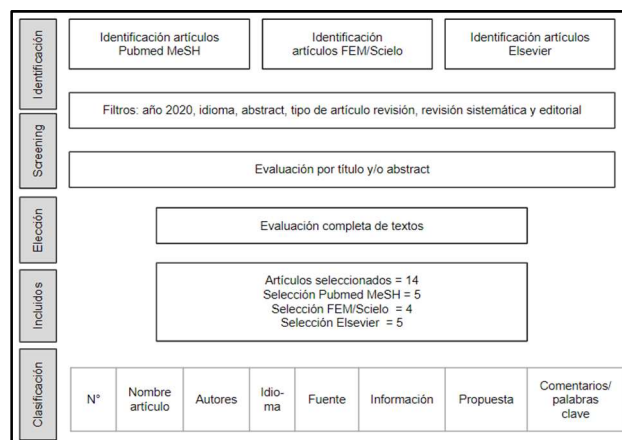 Identificación
Identificación artículos
Pubmed MeSH
Identificación
artículos FEM/Scielo
Identificación artículos
Elsevier
Filtros: año 2020, idioma, abstract, tipo de artículo revisión, revisión sistemática y editorial
Screening
Evaluación por título y/o abstract
Elección
Evaluación completa de textos
Incluidos
Artículos seleccionados = 14
Selección Pubmed MeSH = 5
Selección FEM/Scielo = 4
Selección Elsevier = 5
Clasificación
N°
Nombre
artículo
Autores
Idio-
ma
Fuente
Información
Propuesta
Comentarios/
palabras
clave